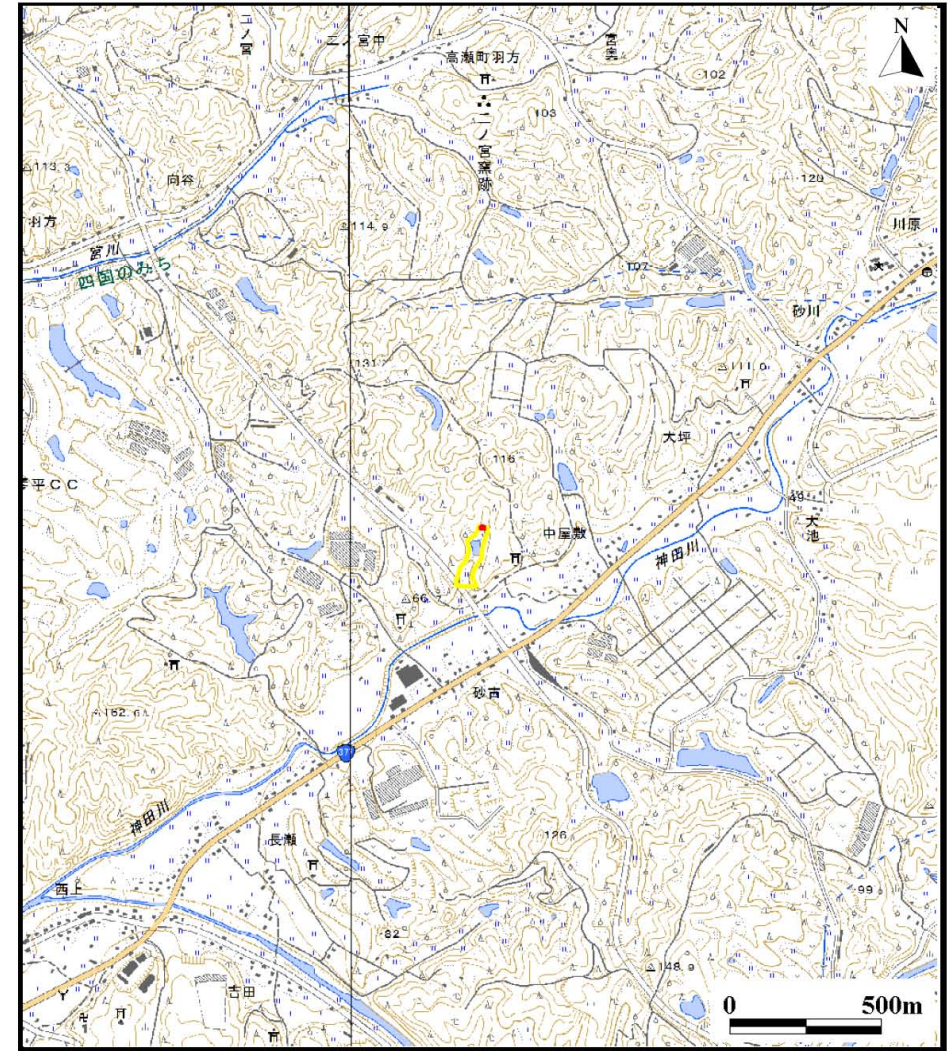 二ノ宮
二ノ宮中
高瀬町羽方
宮奥
N
102
103
二ノ宮窯跡
113.3
向谷
120
羽方
114.9
川原
宮川
四国のみち
107
砂川
131.7
111.0
大坪
116
平CC
49
大池
中屋敷
神田川
66.7
砂古
182.6
377
神田川
長瀬
126
西上
99
82
148.9
吉田
0 500m